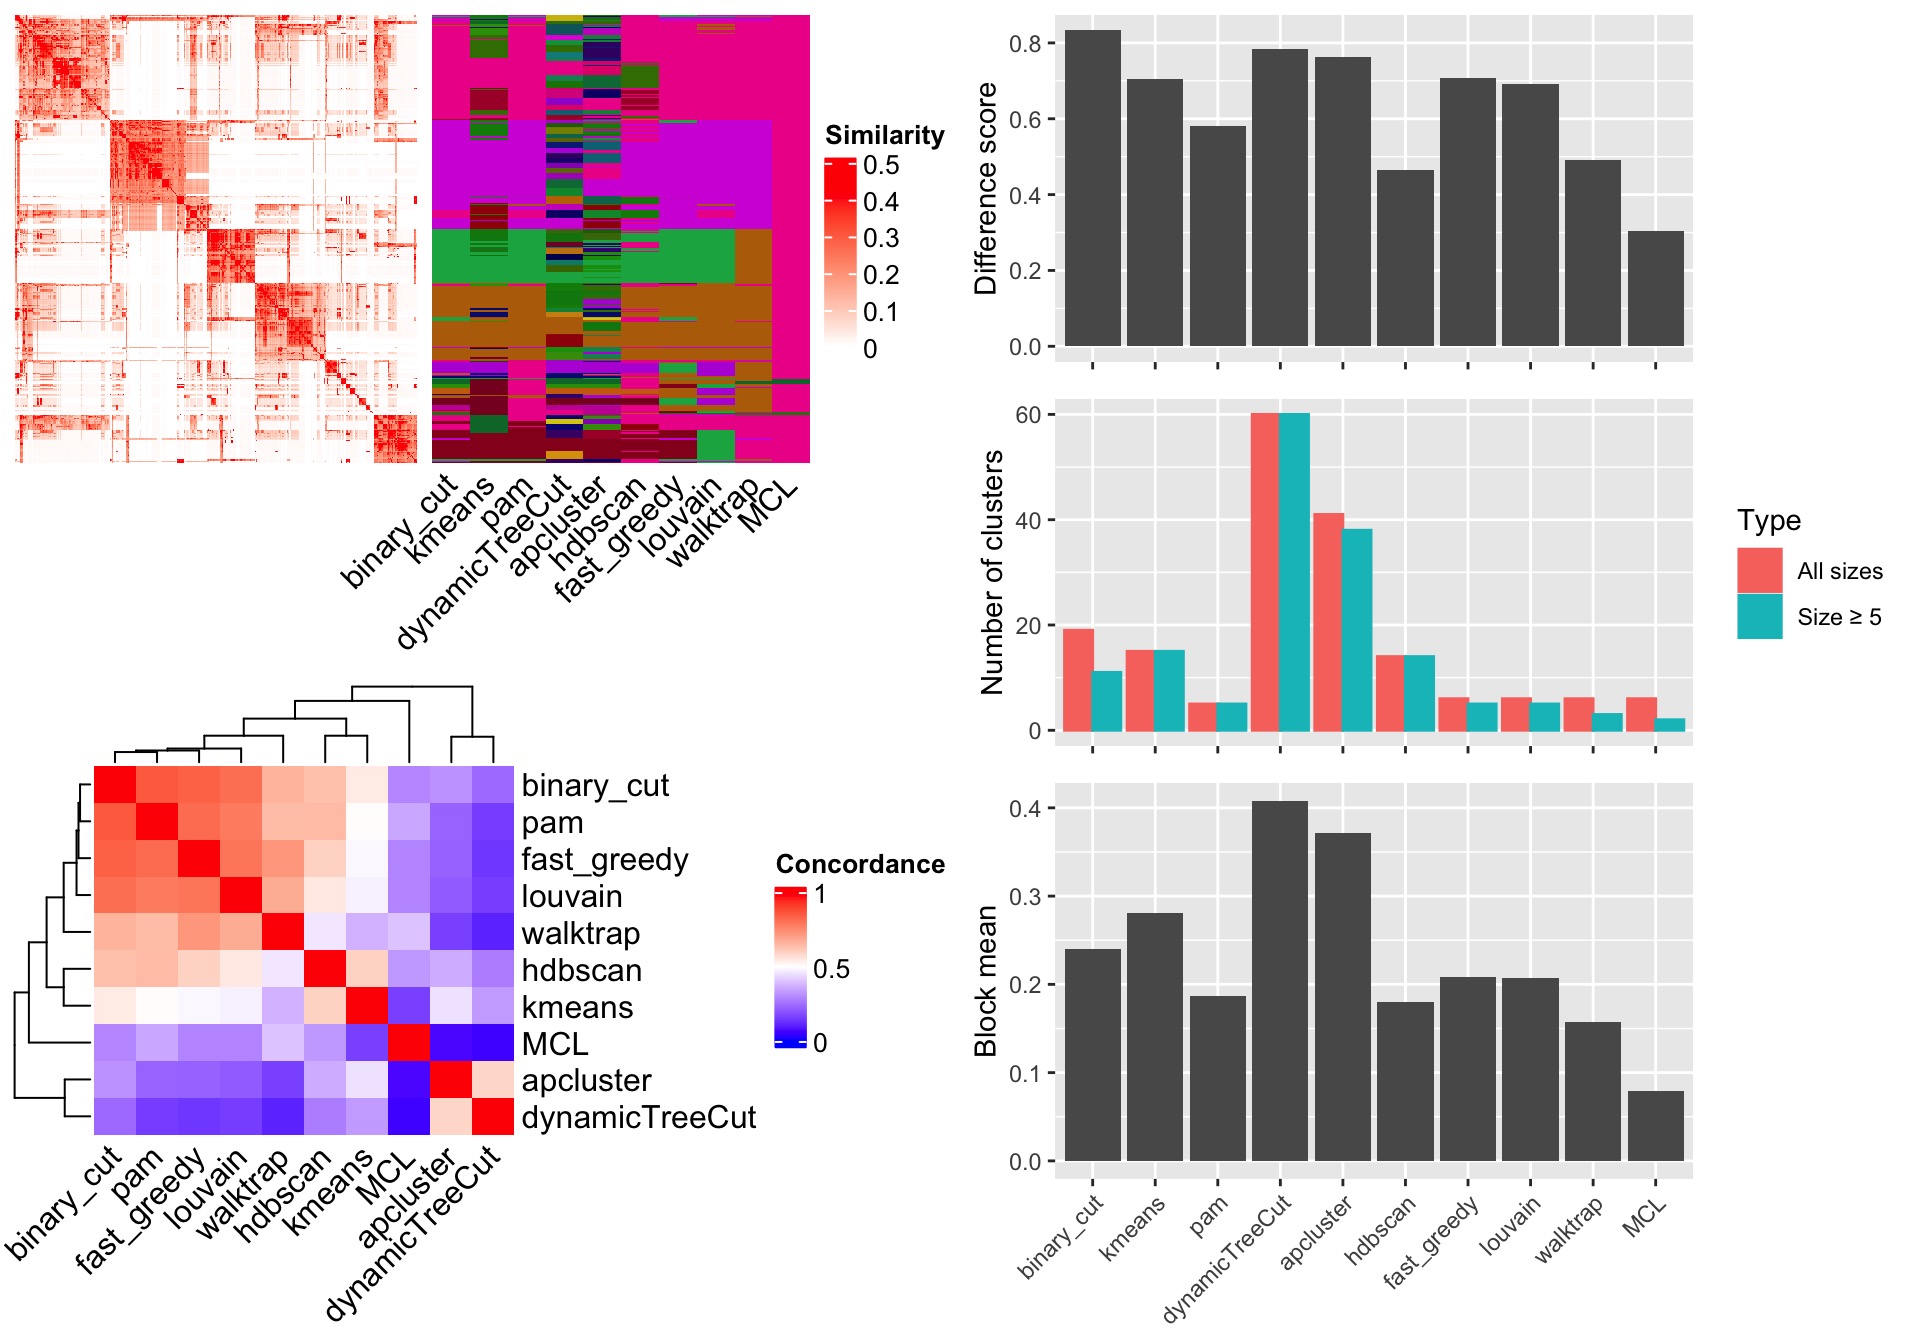 Similarity
0.5
0.4
0.3
0.2
0.1
0
binary_cut
kmeans
pam
dynamicTreeCut
apcluster
hdbscan
fast_greedy
louvain
walktrap
MCL
binary_cut
pam
fast_greedy
louvain
walktrap
hdbscan
kmeans
MCL
apcluster
dynamicTreeCut
Concordance
1
0.5
0
binary_cut
pam
fast_greedy
louvain
walktrap
hdbscan
kmeans
MCL
apcluster
dynamicTreeCut
Difference score
0.8
0.6
0.4
0.2
0.0
Number of clusters
60
40
20
0
Type
All sizes
Size ≥ 5
Block mean
0.4
0.3
0.2
0.1
0.0
binary_cut
kmeans
pam
dynamicTreeCut
apcluster
hdbscan
fast_greedy
louvain
walktrap
MCL